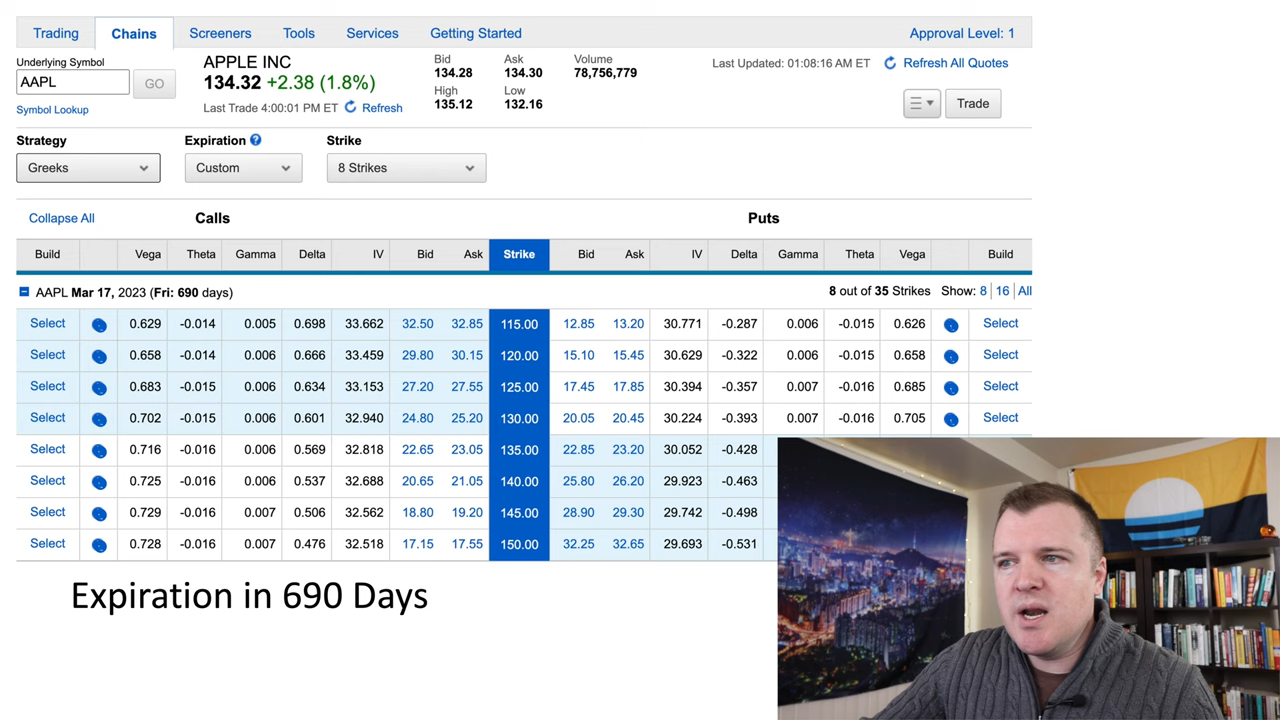 Trading Chains Screeners Tools Services Getting Started Approval Level: 1
Underlying Symbol
AAPL GO
Symbol Lookup
APPLE INC
134.32 +2.38 (1.8%)
Last Trade 4:00:01 PM ET Refresh
Bid Ask Volume
134.28 134.30 78,756,779
High Low
135.12 132.16
Last Updated: 01:08:16 AM ET Refresh All Quotes
Trade
Strategy Expiration ? Strike
Greeks Custom 8 Strikes
Collapse All Calls Puts
Build Vega Theta Gamma Delta IV Bid Ask Strike Bid Ask IV Delta Gamma Theta Vega Build
AAPL Mar 17, 2023 (Fri: 690 days) 8 out of 35 Strikes Show: 8 | 16 | All
Select 0.629 -0.014 0.005 0.698 33.662 32.50 32.85 115.00 12.85 13.20 30.771 -0.287 0.006 -0.015 0.626 Select
Select 0.658 -0.014 0.006 0.666 33.459 29.80 30.15 120.00 15.10 15.45 30.629 -0.322 0.006 -0.015 0.658 Select
Select 0.683 -0.015 0.006 0.634 33.153 27.20 27.55 125.00 17.45 17.85 30.394 -0.357 0.007 -0.016 0.685 Select
Select 0.702 -0.015 0.006 0.601 32.940 24.80 25.20 130.00 20.05 20.45 30.224 -0.393 0.007 -0.016 0.705 Select
Select 0.716 -0.016 0.006 0.569 32.818 22.65 23.05 135.00 22.85 23.20 30.052 -0.428
Select 0.725 -0.016 0.006 0.537 32.688 20.65 21.05 140.00 25.80 26.20 29.923 -0.463
Select 0.729 -0.016 0.007 0.506 32.562 18.80 19.20 145.00 28.90 29.30 29.742 -0.498
Select 0.728 -0.016 0.007 0.476 32.518 17.15 17.55 150.00 32.25 32.65 29.693 -0.531
Expiration in 690 Days